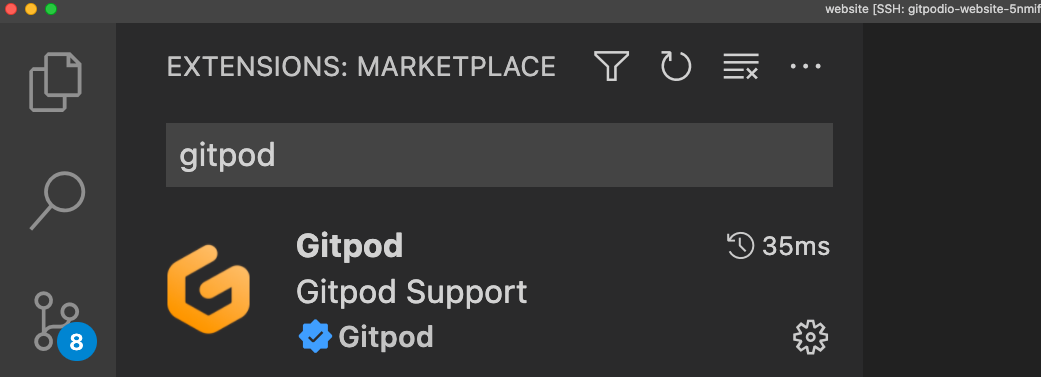 website [SSH: gitpodio-website-5nmif
EXTENSIONS: MARKETPLACE
gitpod
Gitpod
35ms
Gitpod Support
Gitpod
8